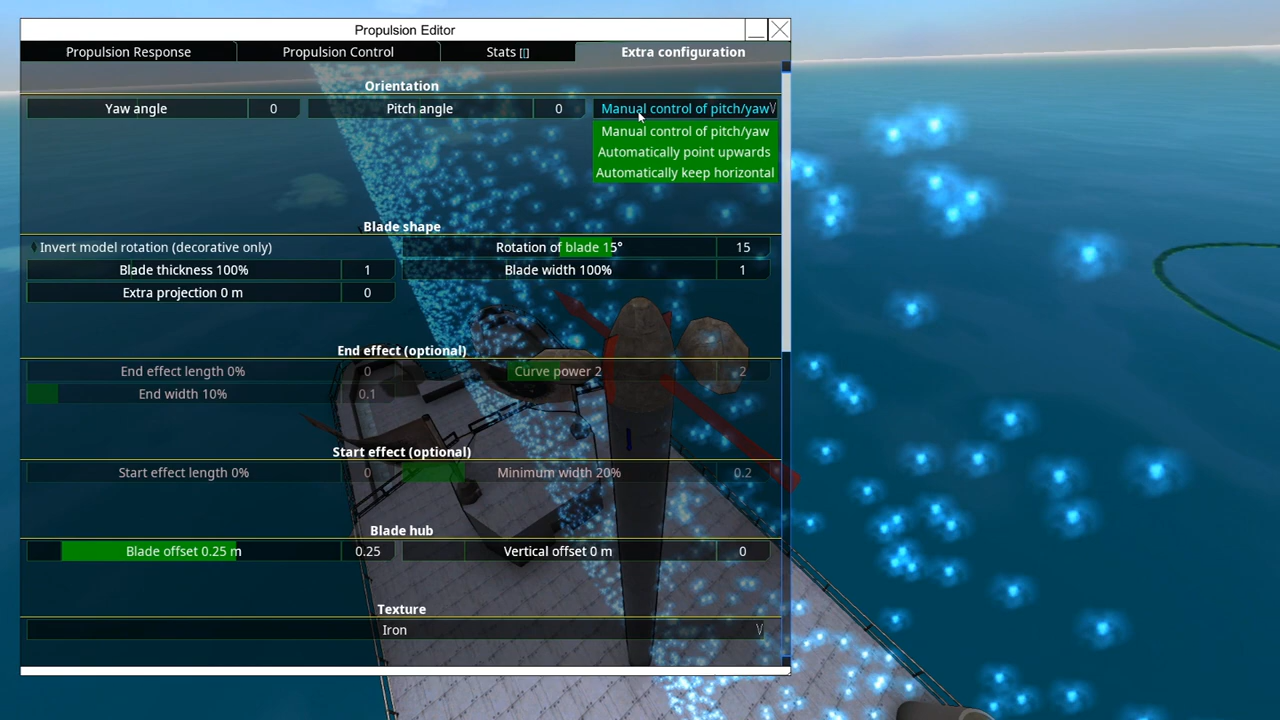 Propulsion Editor
Propulsion Response Propulsion Control Stats [[] Extra configuration
Orientation
Yaw angle 0 Pitch angle 0 Manual control of pitch/yaw
Manual control of pitch/yaw
Automatically point upwards
Automatically keep horizontal
Blade shape
Invert model rotation (decorative only) Rotation of blade 15° 15
Blade thickness 100% 1 Blade width 100% 1
Extra projection 0 m 0
End effect (optional)
End effect length 0% 0 Curve power 2 2
End width 10% 0.1
Start effect (optional)
Start effect length 0% 0 Minimum width 20% 0.2
Blade hub
Blade offset 0.25 m 0.25 Vertical offset 0 m 0
Texture
Iron